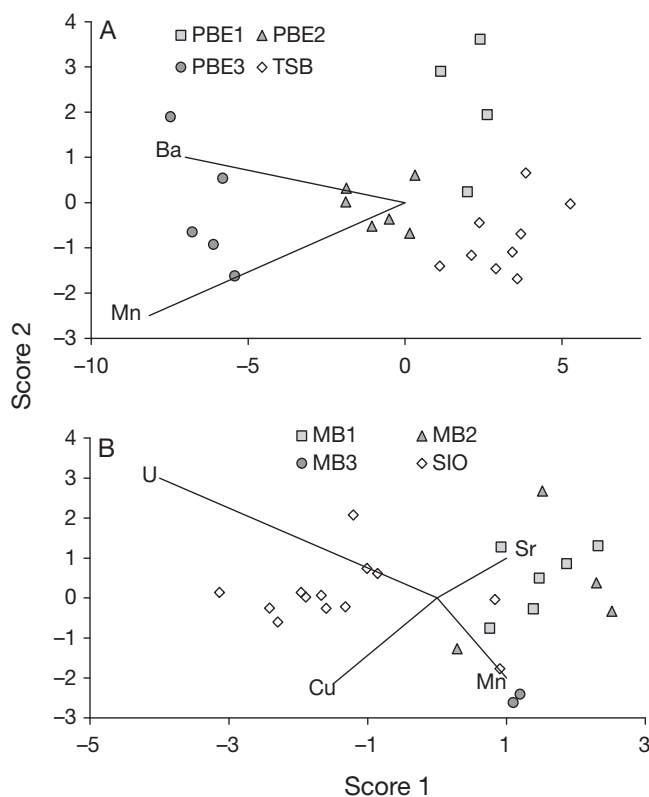 A
PBE1 PBE2
PBE3 TSB
4
3
2
1
0
−1
−2
−3
Ba
Mn
−10 −5 0 5
Score 2
B
MB1 MB2
MB3 SIO
4
3
2
1
0
−1
−2
−3
U
Sr
Cu
Mn
−5 −3 −1 1 3
Score 1